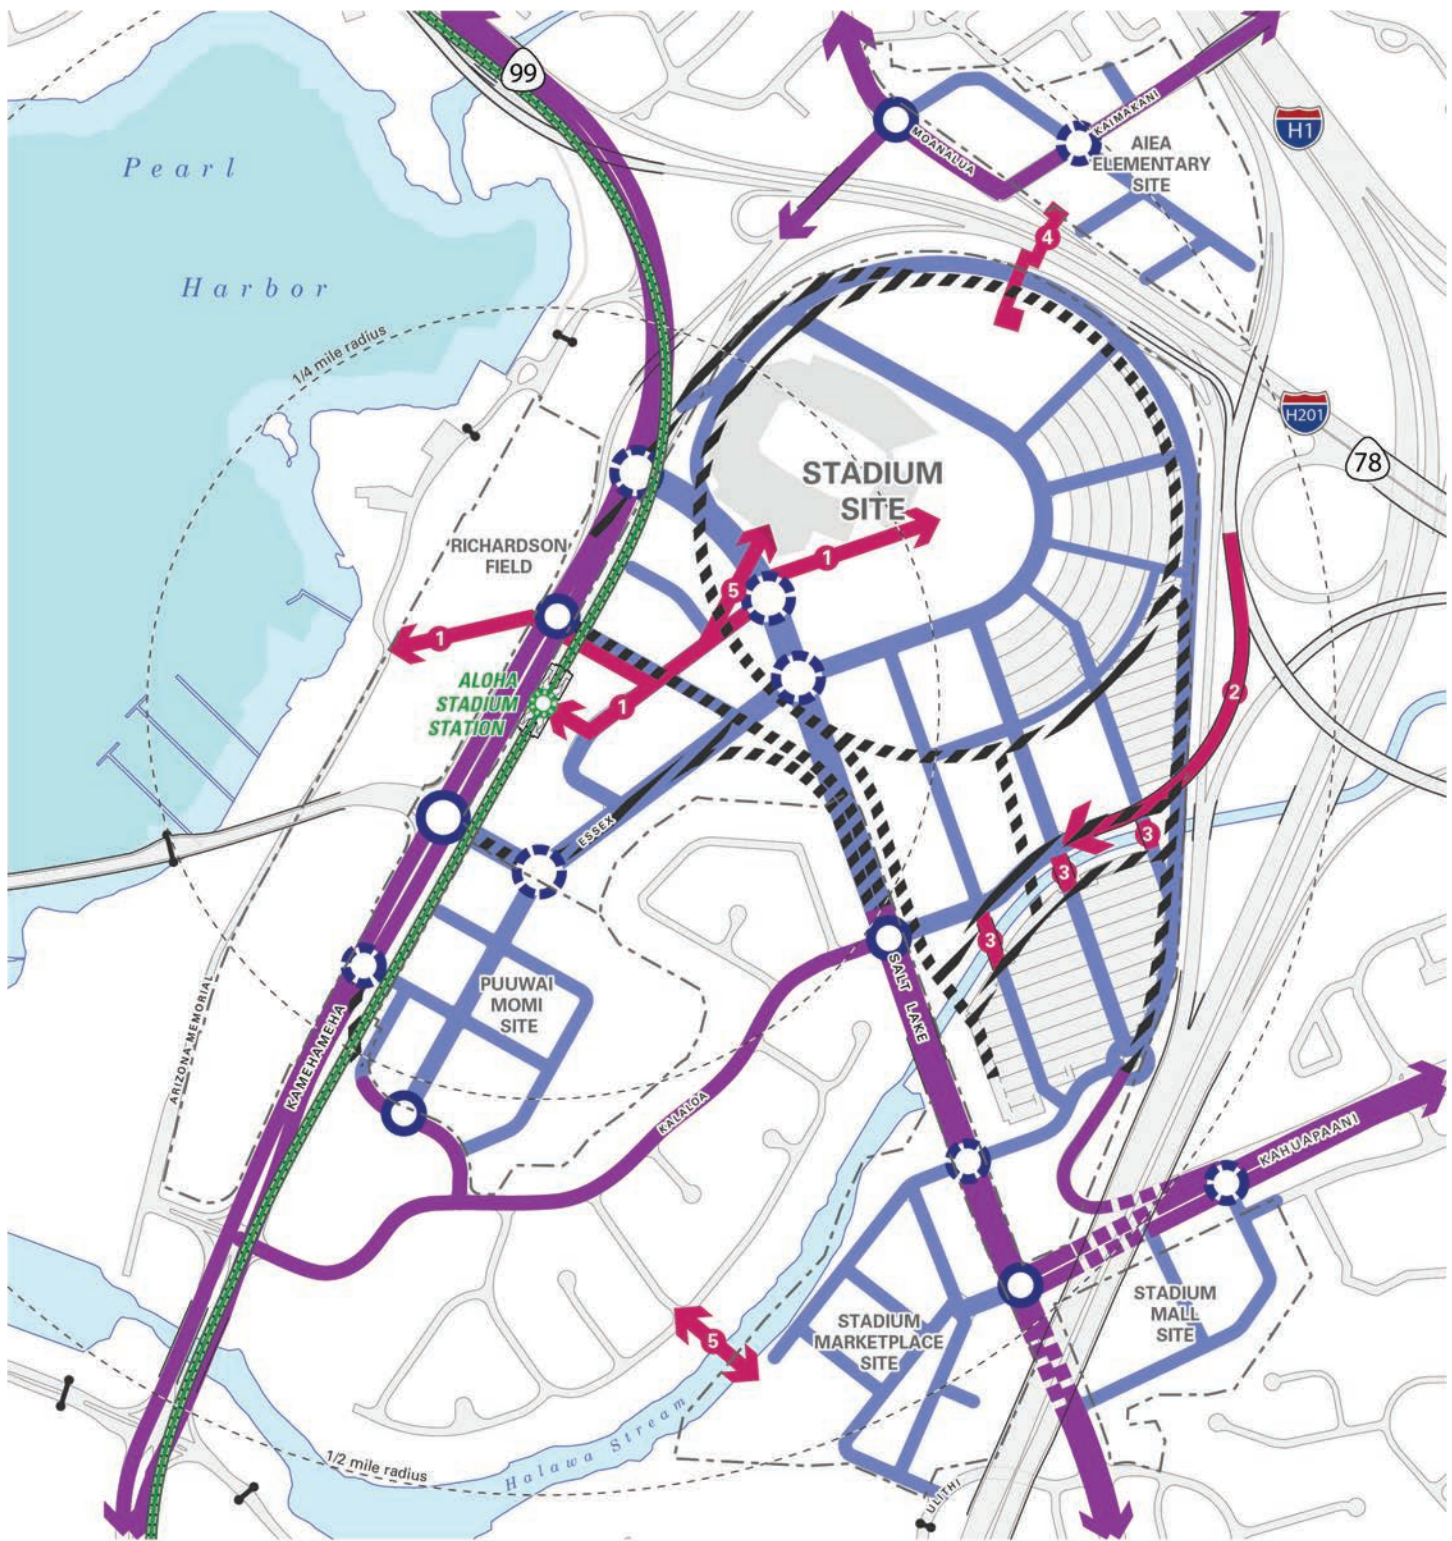 99
H1
Pearl
Harbor
MOANALUA
KAIMAKANI
AIEA
ELEMENTARY
SITE
4
1/4 mile radius
H201
78
STADIUM
SITE
RICHARDSON
FIELD
1
5
1
ALOHA
STADIUM
STATION
1
2
ESSEX
3
3
3
SALT LAKE
PUUWAI
MOMI
SITE
ARIZONA MEMORIAL
KAMEHAMEHA
KALALOA
KAHUAPAANI
STADIUM
MALL
SITE
STADIUM
MARKETPLACE
SITE
5
Halawa Stream
1/2 mile radius
ULITHI